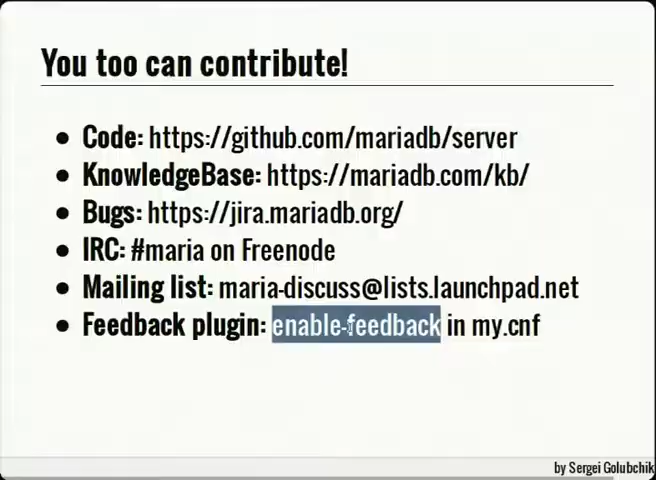 You too can contribute!
● Code: https://github.com/mariadb/server
● KnowledgeBase: https://mariadb.com/kb/
● Bugs: https://jira.mariadb.org/
● IRC: #maria on Freenode
● Mailing list: maria-discuss@lists.launchpad.net
● Feedback plugin: enable-feedback in my.cnf
by Sergei Golubchik